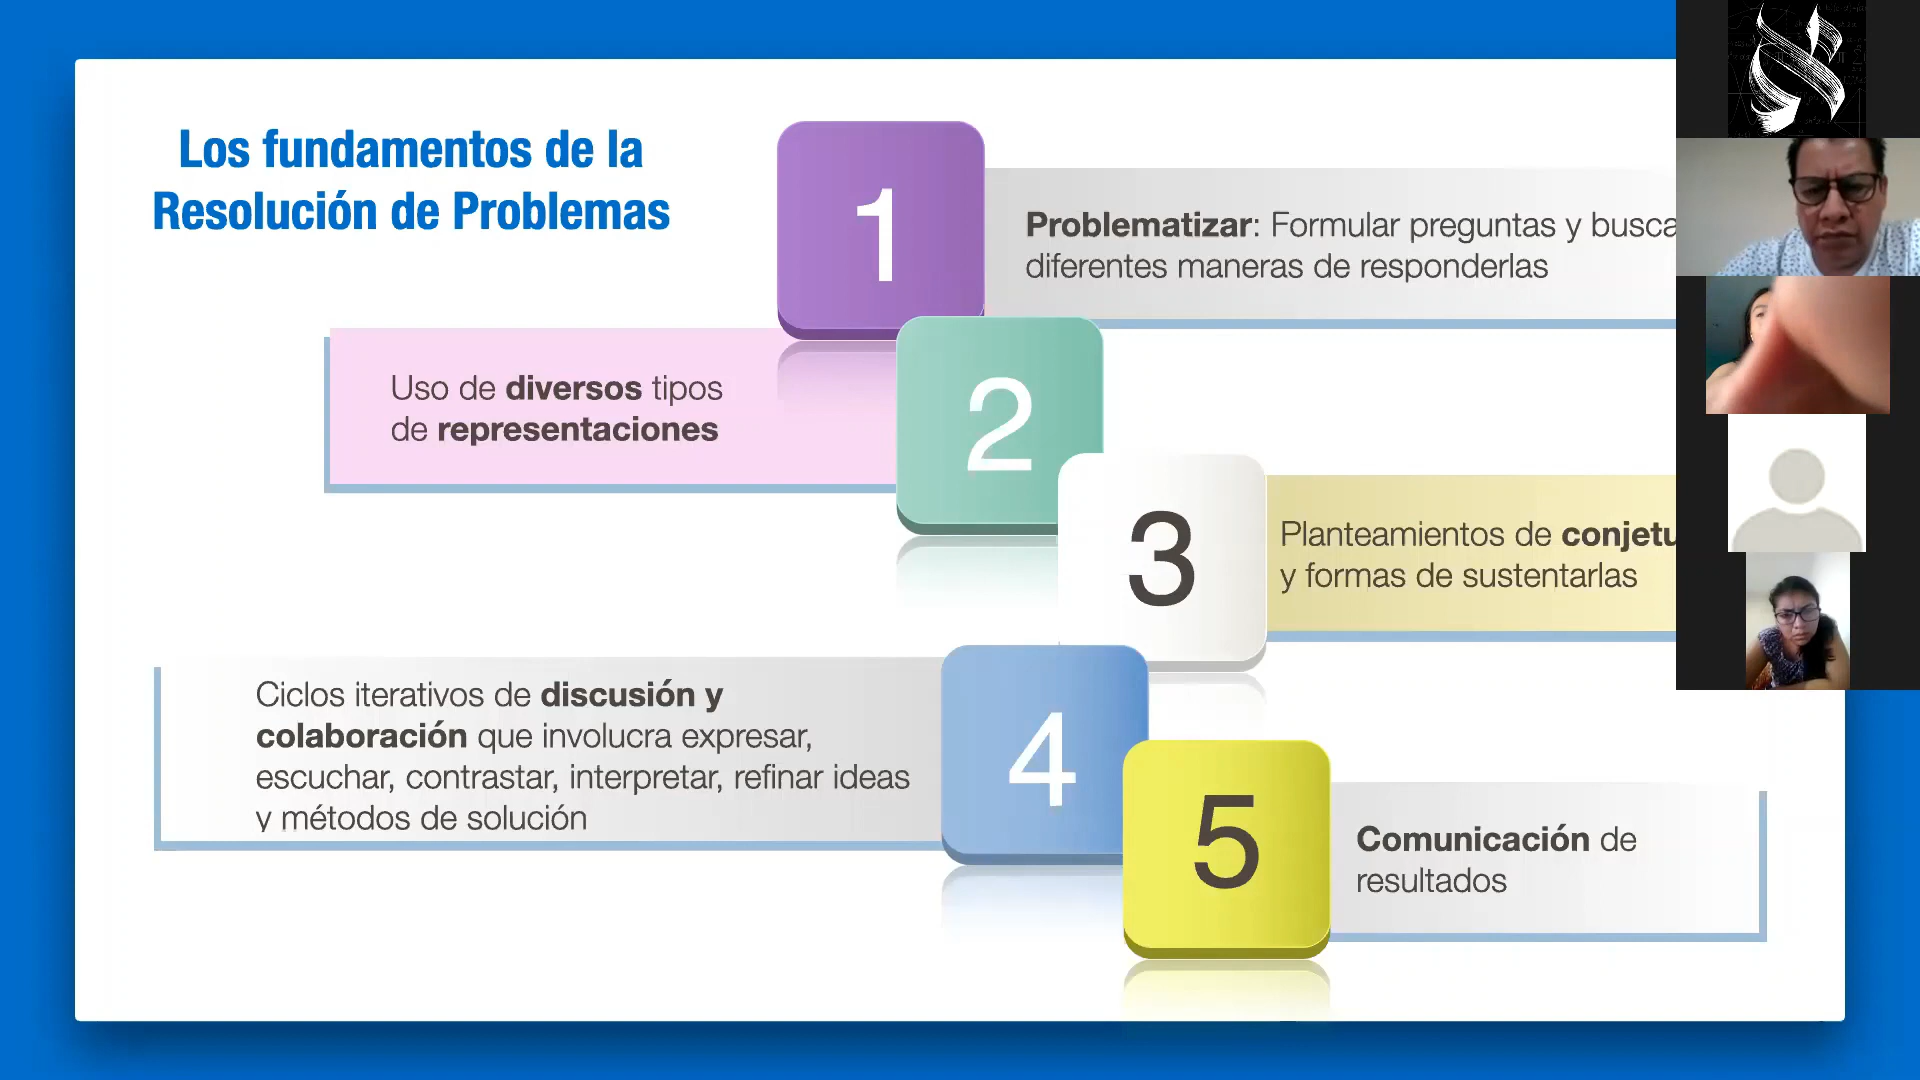 Los fundamentos de la
Resolución de Problemas
1
Problematizar: Formular preguntas y busca
diferentes maneras de responderlas
2
Uso de diversos tipos
de representaciones
3
Planteamientos de conjetu
y formas de sustentarlas
4
Ciclos iterativos de discusión y
colaboración que involucra expresar,
escuchar, contrastar, interpretar, refinar ideas
y métodos de solución
5
Comunicación de
resultados